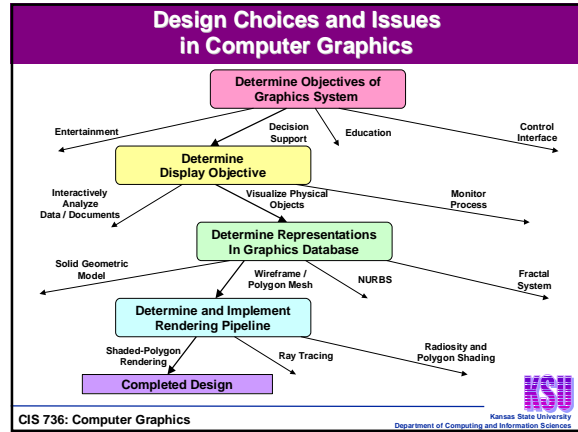 Design Choices and Issues
in Computer Graphics
Determine Objectives of
Graphics System
Entertainment
Decision
Support
Education
Control
Interface
Determine
Display Objective
Interactively
Analyze
Data / Documents
Visualize Physical
Objects
Monitor
Process
Determine Representations
In Graphics Database
Solid Geometric
Model
Wireframe /
Polygon Mesh
NURBS
Fractal
System
Determine and Implement
Rendering Pipeline
Shaded-Polygon
Rendering
Ray Tracing
Radiosity and
Polygon Shading
Completed Design
KSU
CIS 736: Computer Graphics
Kansas State University
Department of Computing and Information Sciences